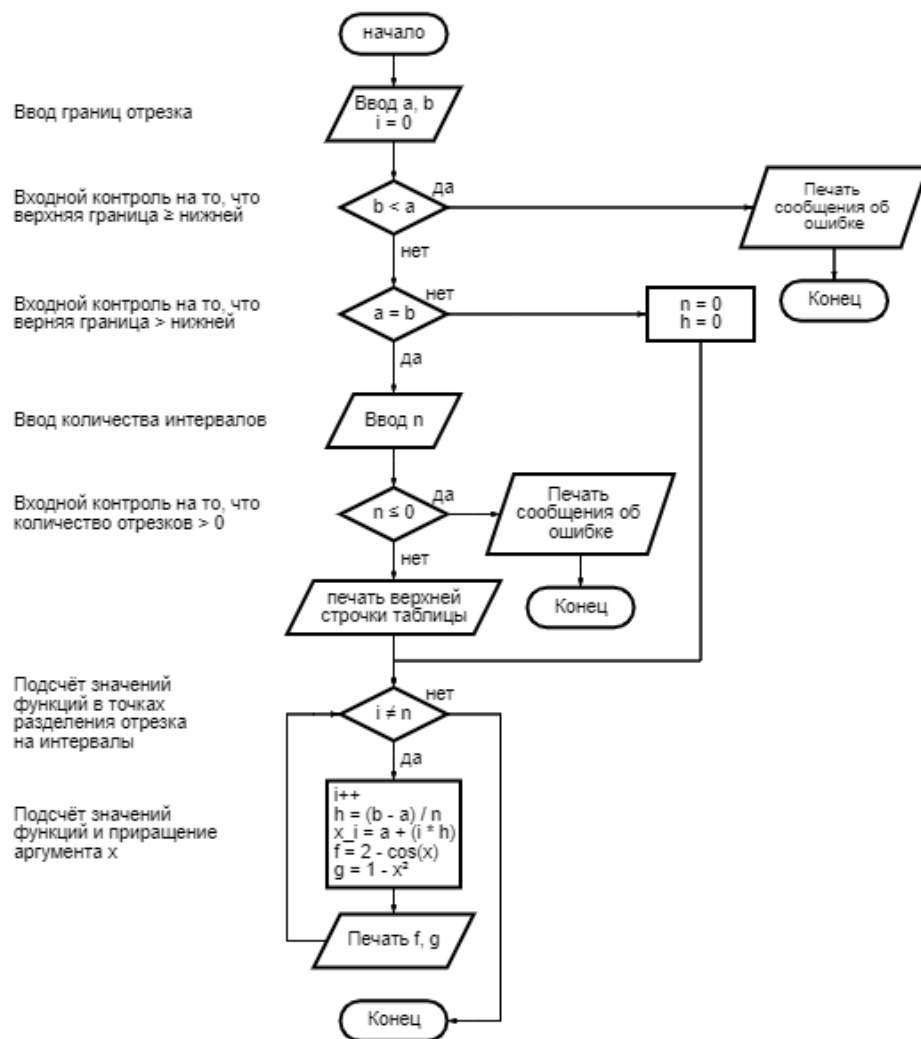 начало
Ввод границ отрезка
Ввод a, b
i = 0
Входной контроль на то, что
верхняя граница ≥ нижней
b < a
да
нет
Печать
сообщения об
ошибке
Конец
Входной контроль на то, что
верняя граница > нижней
a = b
нет
да
n = 0
h = 0
Ввод количества интервалов
Ввод n
Входной контроль на то, что
количество отрезков > 0
n ≤ 0
да
нет
Печать
сообщения об
ошибке
Конец
печать верхней
строчки таблицы
Подсчёт значений
функций в точках
разделения отрезка
на интервалы
i ≠ n
нет
да
Подсчёт значений
функций и приращение
аргумента x
i++
h = (b - a) / n
x_i = a + (i * h)
f = 2 - cos(x)
g = 1 - x²
Печать f, g
Конец